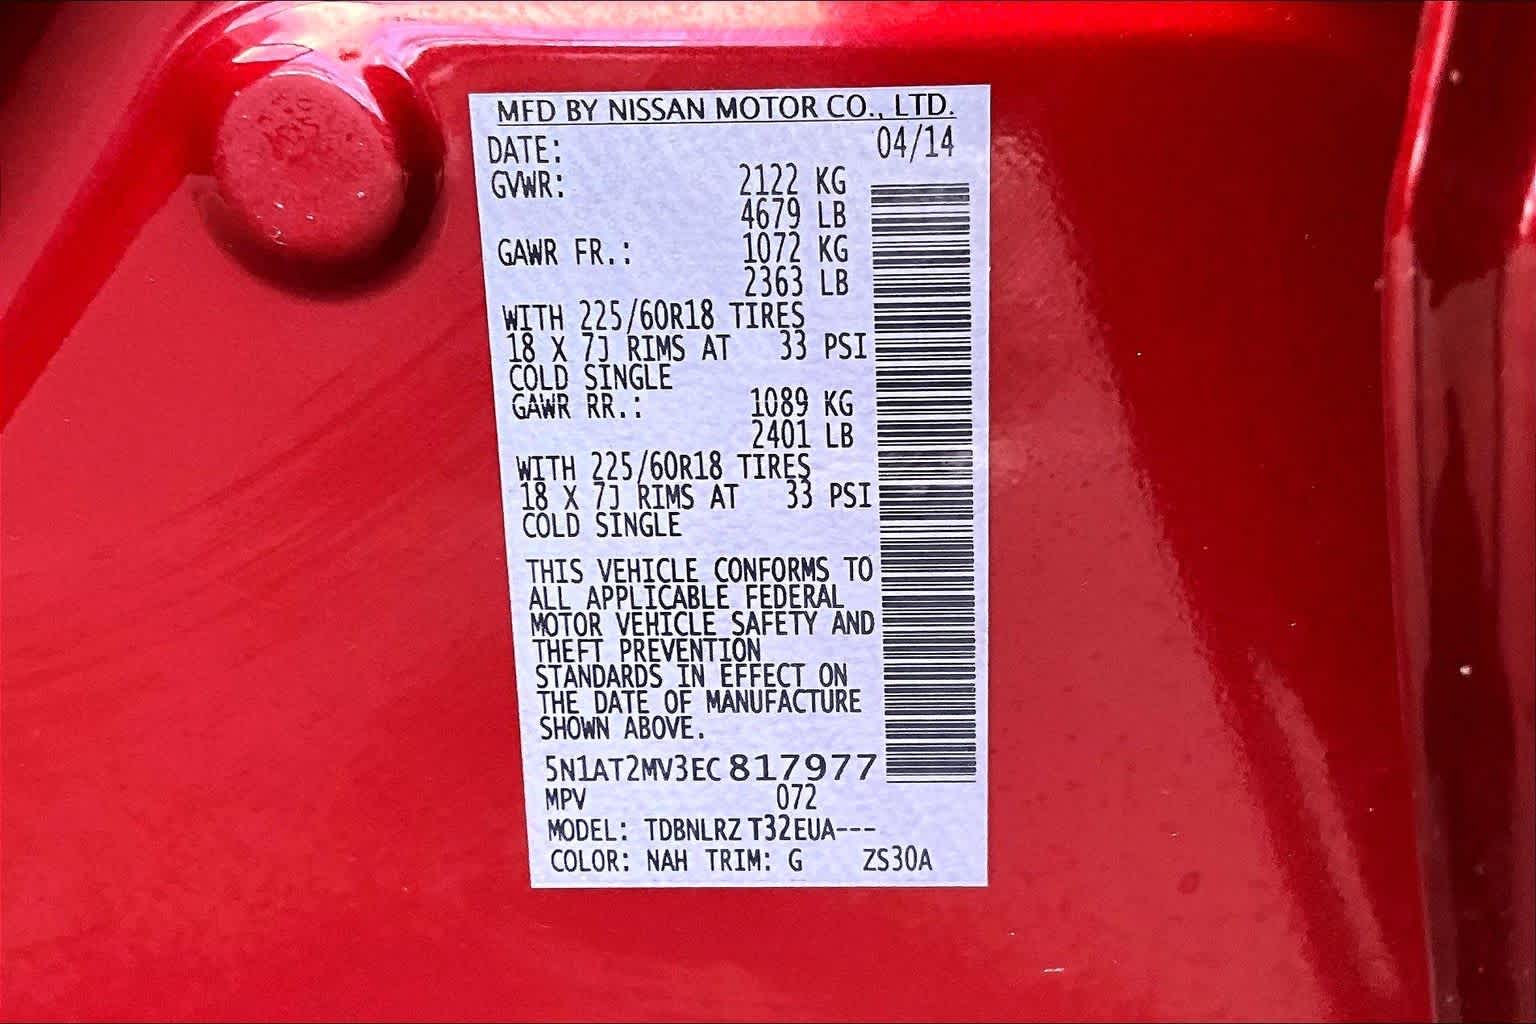 MFD BY NISSAN MOTOR CO., LTD.
DATE: 04/14
GVWR: 2122 KG
4679 LB
GAWR FR.: 1072 KG
2363 LB
WITH 225/60R18 TIRES
18 X 7J RIMS AT 33 PSI
COLD SINGLE
GAWR RR.: 1089 KG
2401 LB
WITH 225/60R18 TIRES
18 X 7J RIMS AT 33 PSI
COLD SINGLE
THIS VEHICLE CONFORMS TO
ALL APPLICABLE FEDERAL
MOTOR VEHICLE SAFETY AND
THEFT PREVENTION
STANDARDS IN EFFECT ON
THE DATE OF MANUFACTURE
SHOWN ABOVE.
5N1AT2MV3EC817977
MPV 072
MODEL: TDBNLRZ T32EUA---
COLOR: NAH TRIM: G ZS30A